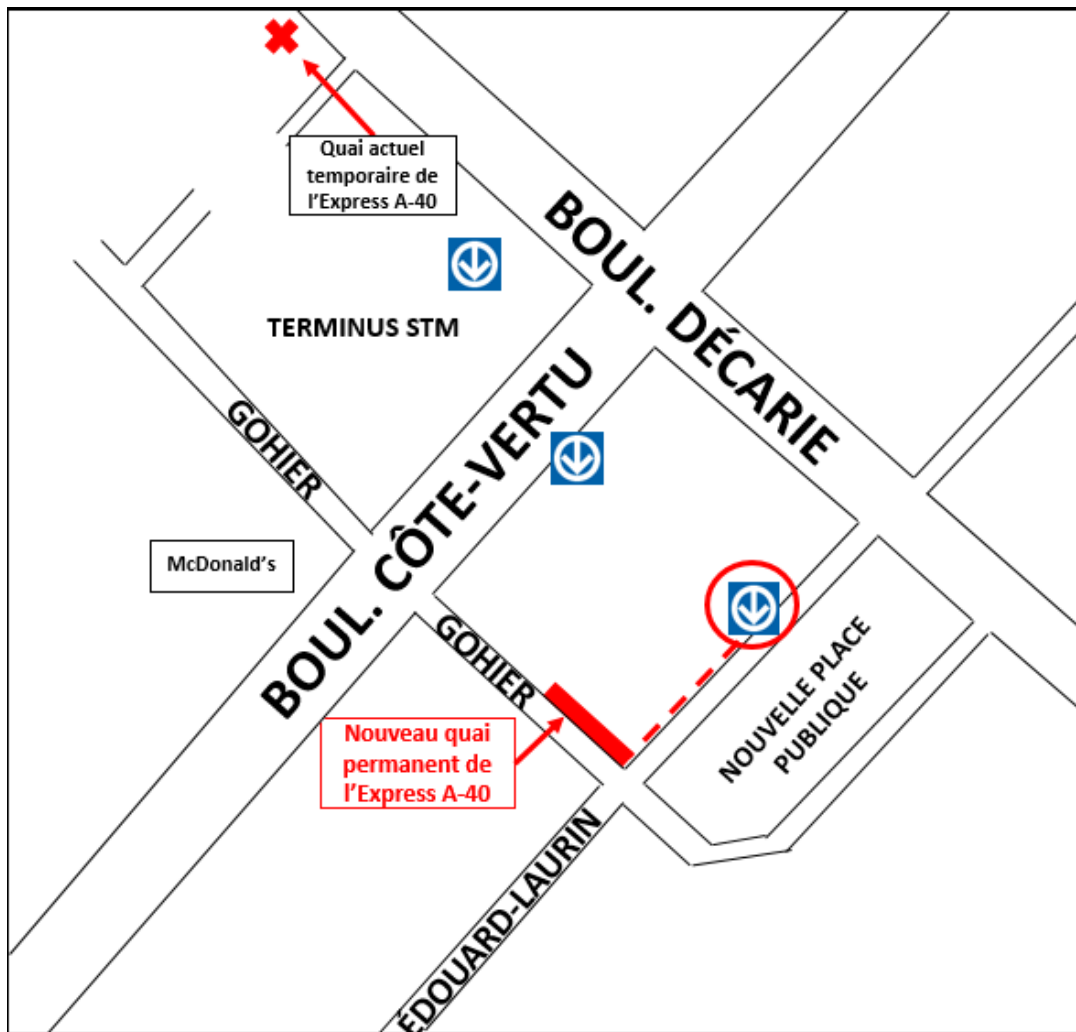 Quai actuel
temporaire de
l'Express A-40
BOUL. DÉCARIE
TERMINUS STM
GOHIER
BOUL. CÔTE-VERTU
McDonald's
GOHIER
NOUVELLE PLACE
PUBLIQUE
Nouveau quai
permanent de
l'Express A-40
ÉDOUARD-LAURIN